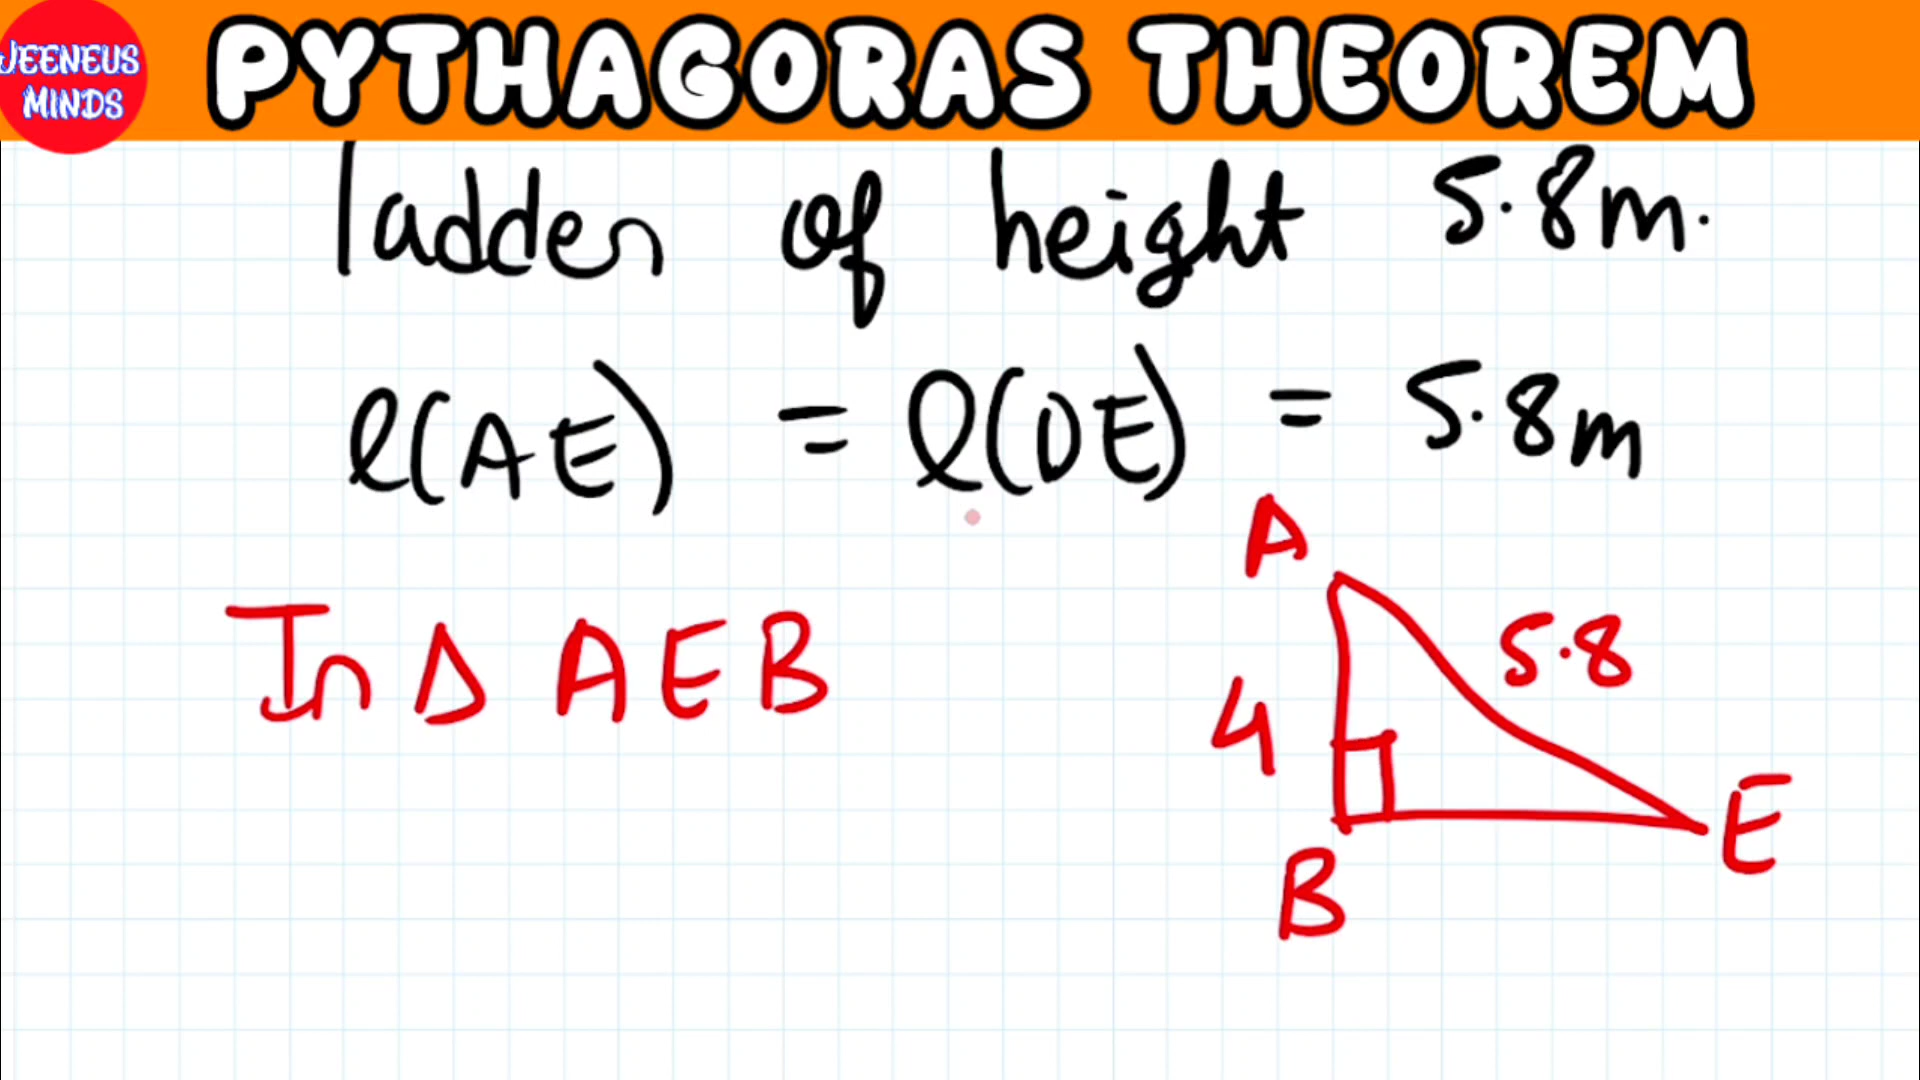 JEENEUS
MINDS
PYTHAGORAS THEOREM
ladder of height 5.8m.
l(AE) = l(DE) = 5.8m
In Δ AEB
A
5.8
4
E
B